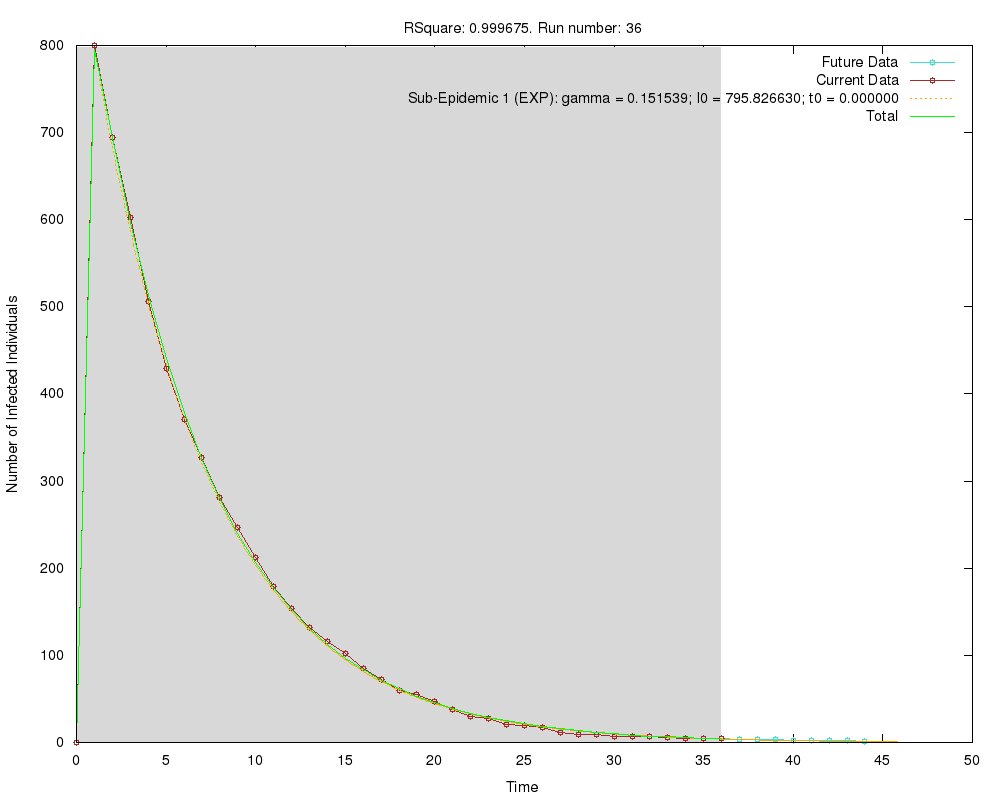 RSquare: 0.999675. Run number: 36
Future Data
Current Data
Sub-Epidemic 1 (EXP): gamma = 0.151539; I0 = 795.826630; t0 = 0.000000
Total
Number of Infected Individuals
800
700
600
500
400
300
200
100
0
0 5 10 15 20 25 30 35 40 45 50
Time